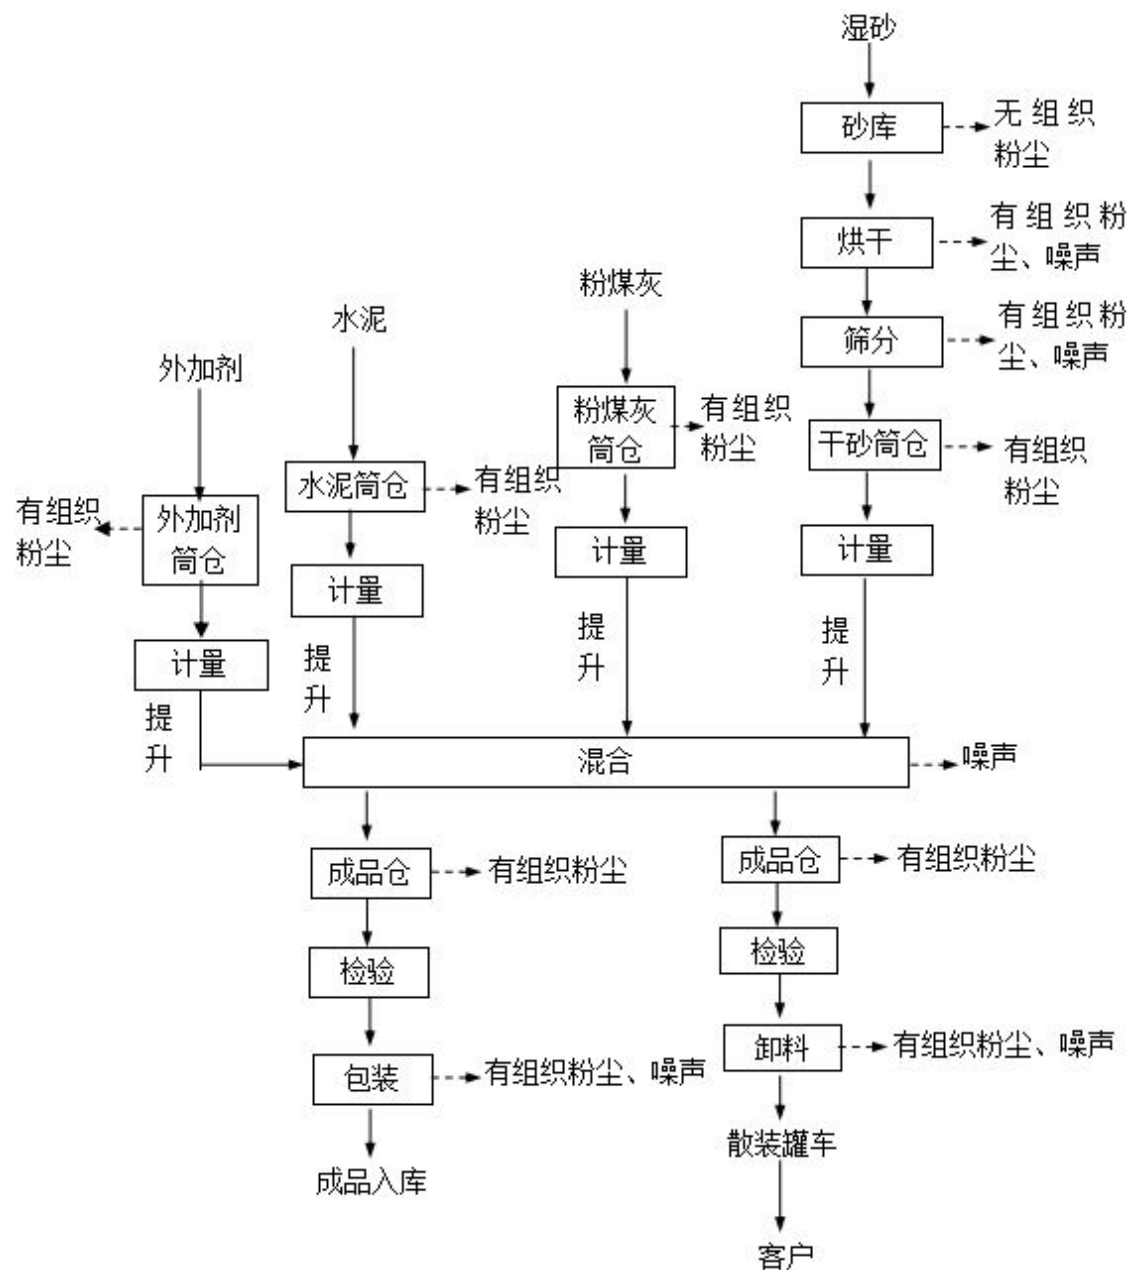 湿砂
砂库
无组织
粉尘
烘干
有组织粉
尘、噪声
粉煤灰
水泥
筛分
有组织粉
尘、噪声
外加剂
粉煤灰
筒仓
有组织
粉尘
干砂筒仓
有组织
粉尘
水泥筒仓
有组织
粉尘
有组织
粉尘
外加剂
筒仓
计量
计量
计量
计量
提
升
提
升
提
升
提
升
混合
噪声
成品仓
有组织粉尘
成品仓
有组织粉尘
检验
检验
包装
有组织粉尘、噪声
卸料
有组织粉尘、噪声
成品入库
散装罐车
客户